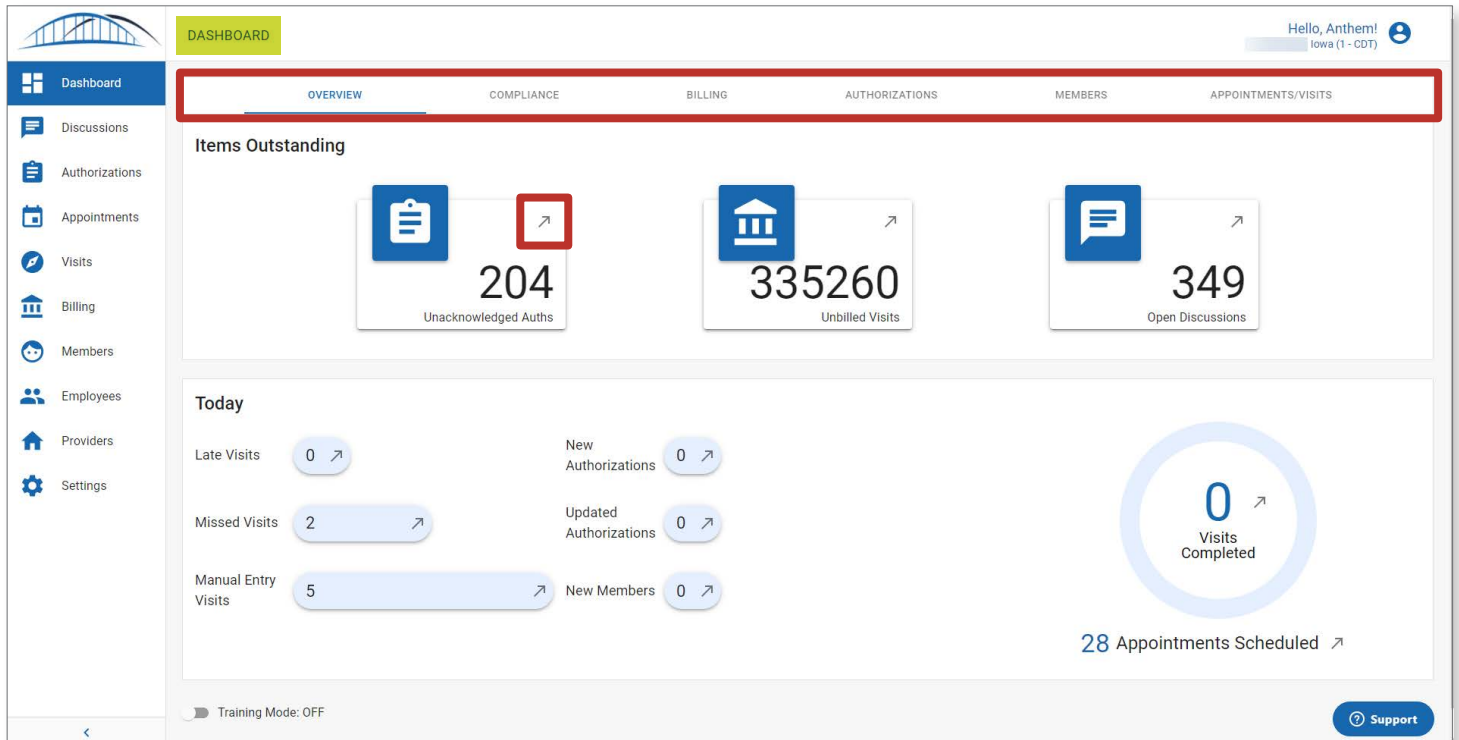 DASHBOARD
Hello, Anthem!
Iowa (1 - CDT)
Dashboard
Discussions
Authorizations
Appointments
Visits
Billing
Members
Employees
Providers
Settings
OVERVIEW COMPLIANCE BILLING AUTHORIZATIONS MEMBERS APPOINTMENTS/VISITS
Items Outstanding
204
Unacknowledged Auths
335260
Unbilled Visits
349
Open Discussions
Today
Late Visits 0
Missed Visits 2
Manual Entry
Visits
5
New
Authorizations
0
Updated
Authorizations
0
New Members 0
0
Visits
Completed
28 Appointments Scheduled
Training Mode: OFF
Support